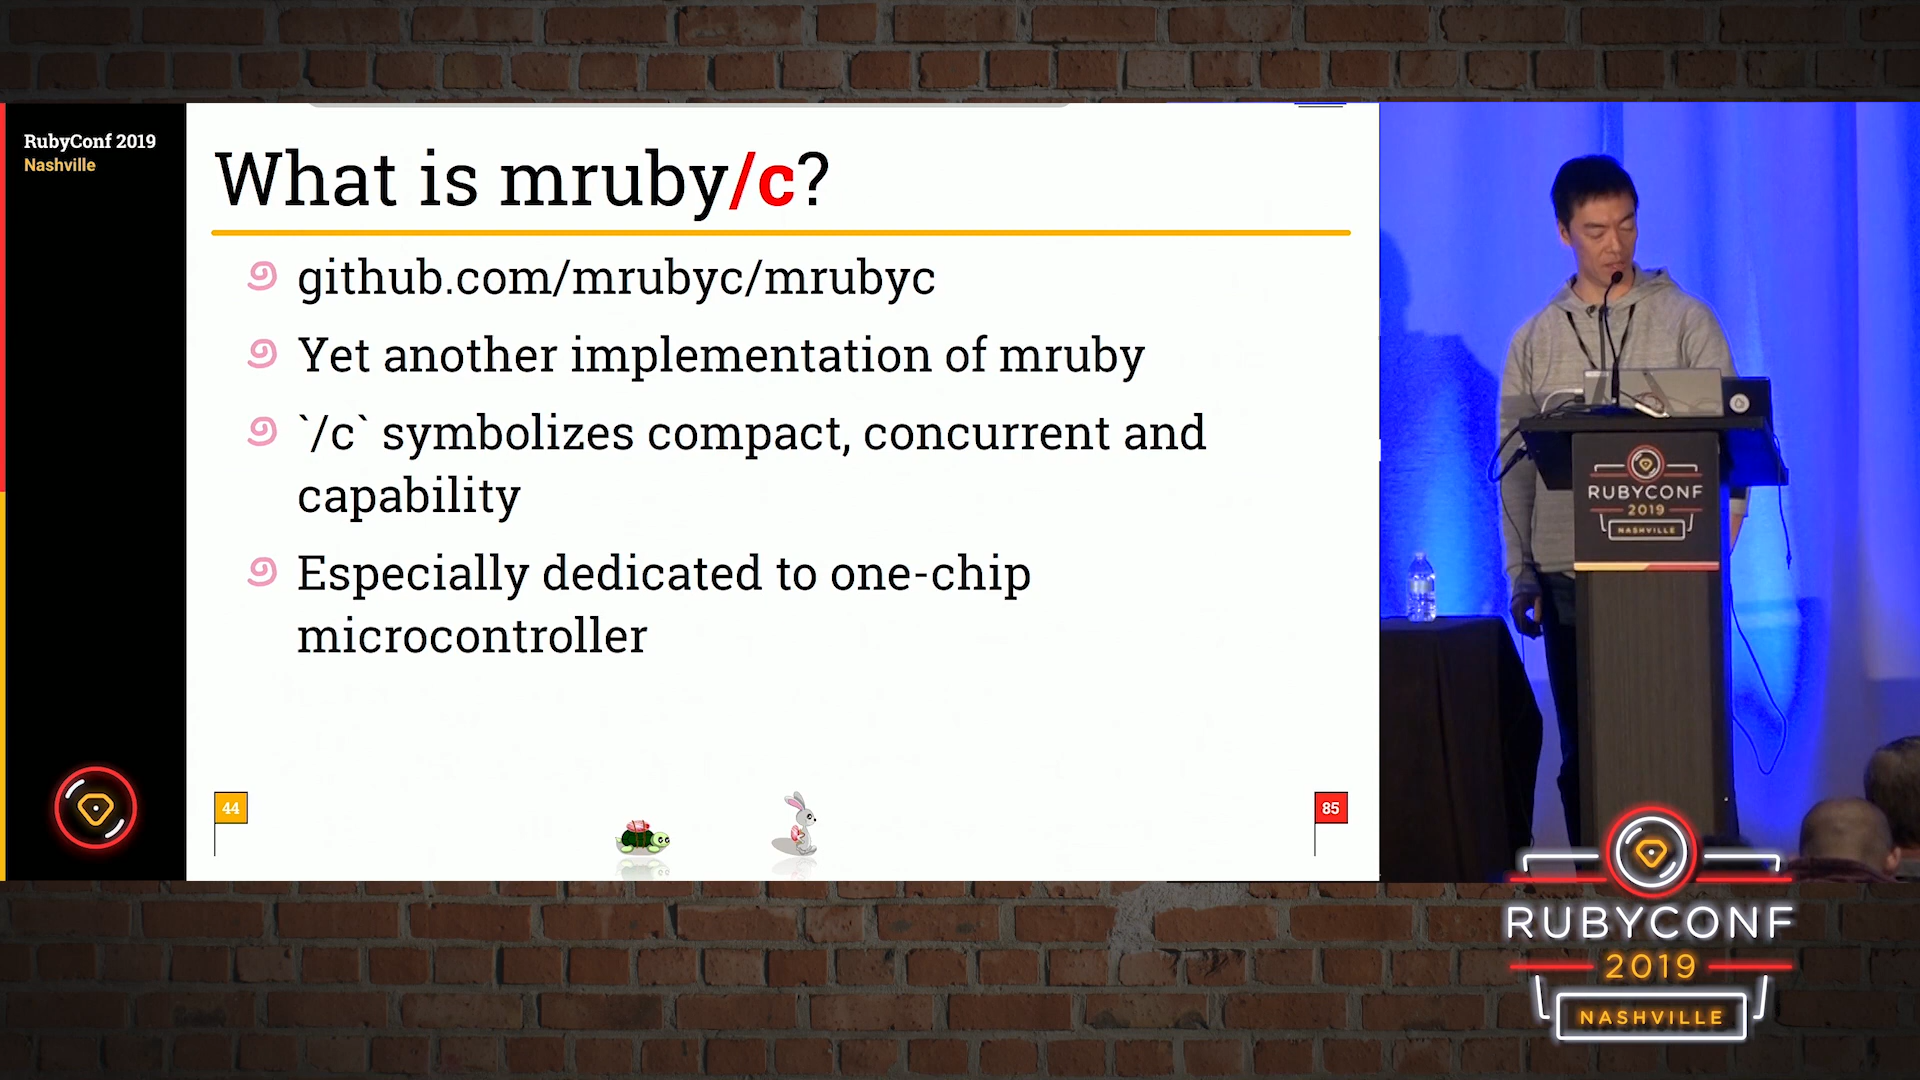 RubyConf 2019
Nashville
What is mruby/c?
github.com/mrubyc/mrubyc
Yet another implementation of mruby
`/c` symbolizes compact, concurrent and
capability
Especially dedicated to one-chip
microcontroller
44
85
RUBYCONF
2019
NASHVILLE
RUBYCONF
2019
NASHVILLE